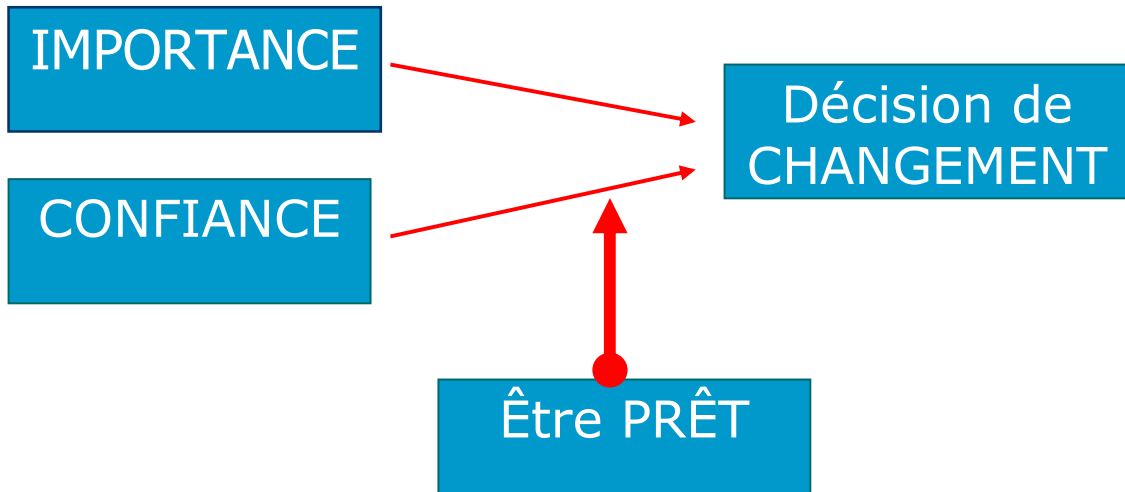 IMPORTANCE
Décision de
CHANGEMENT
CONFIANCE
Être PRÊT